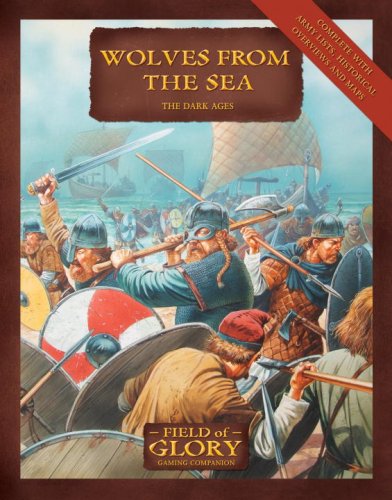 WOLVES FROM
THE SEA
THE DARK AGES
COMPLETE WITH
ARMY LISTS, HISTORICAL
OVERVIEWS AND MAPS
FIELD of
GLORY
GAMING COMPANION